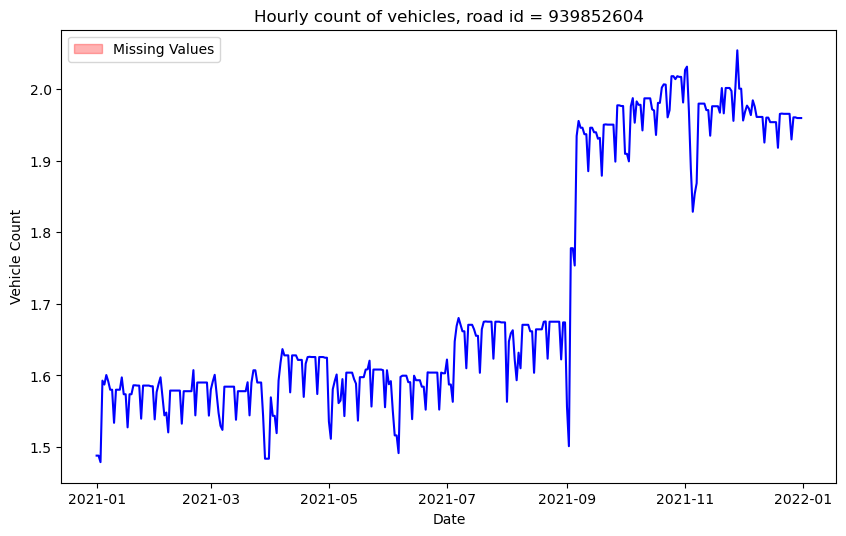 Hourly count of vehicles, road id = 939852604
Missing Values
Vehicle Count
2.0
1.9
1.8
1.7
1.6
1.5
2021-01 2021-03 2021-05 2021-07 2021-09 2021-11 2022-01
Date